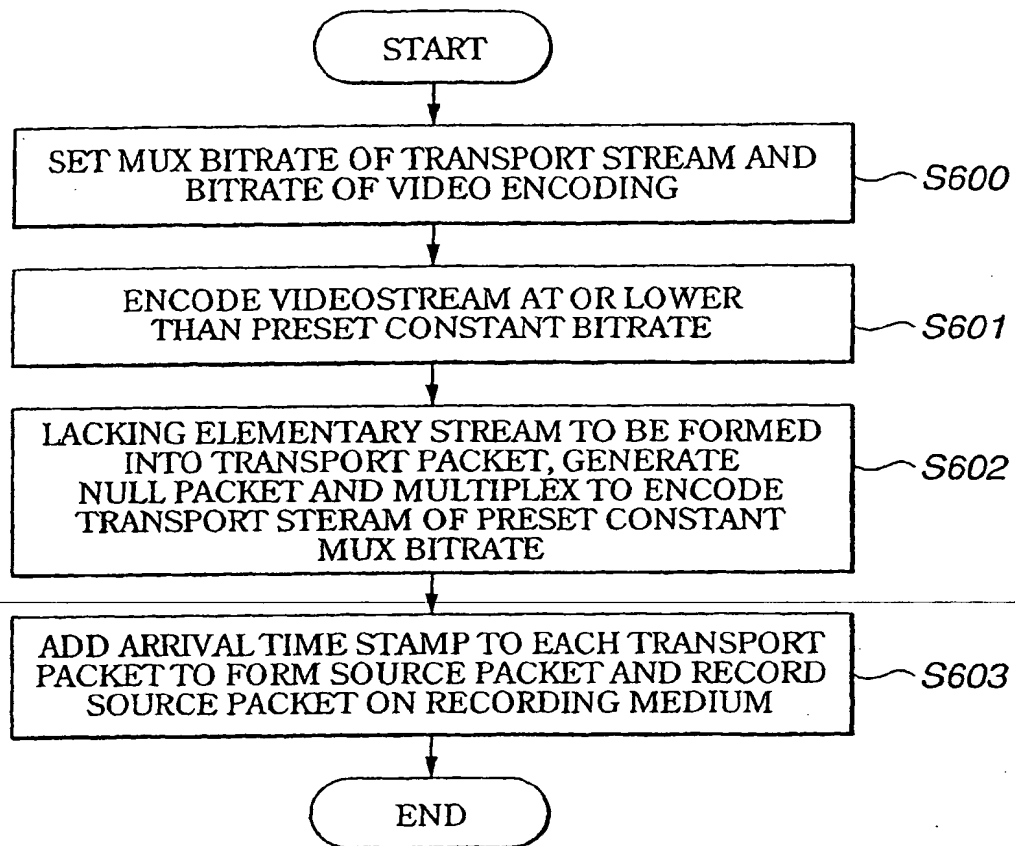 START
SET MUX BITRATE OF TRANSPORT STREAM AND
BITRATE OF VIDEO ENCODING
S600
ENCODE VIDEOSTREAM AT OR LOWER
THAN PRESET CONSTANT BITRATE
S601
LACKING ELEMENTARY STREAM TO BE FORMED
INTO TRANSPORT PACKET, GENERATE
NULL PACKET AND MULTIPLEX TO ENCODE
TRANSPORT STERAM OF PRESET CONSTANT
MUX BITRATE
S602
ADD ARRIVAL TIME STAMP TO EACH TRANSPORT
PACKET TO FORM SOURCE PACKET AND RECORD
SOURCE PACKET ON RECORDING MEDIUM
S603
END